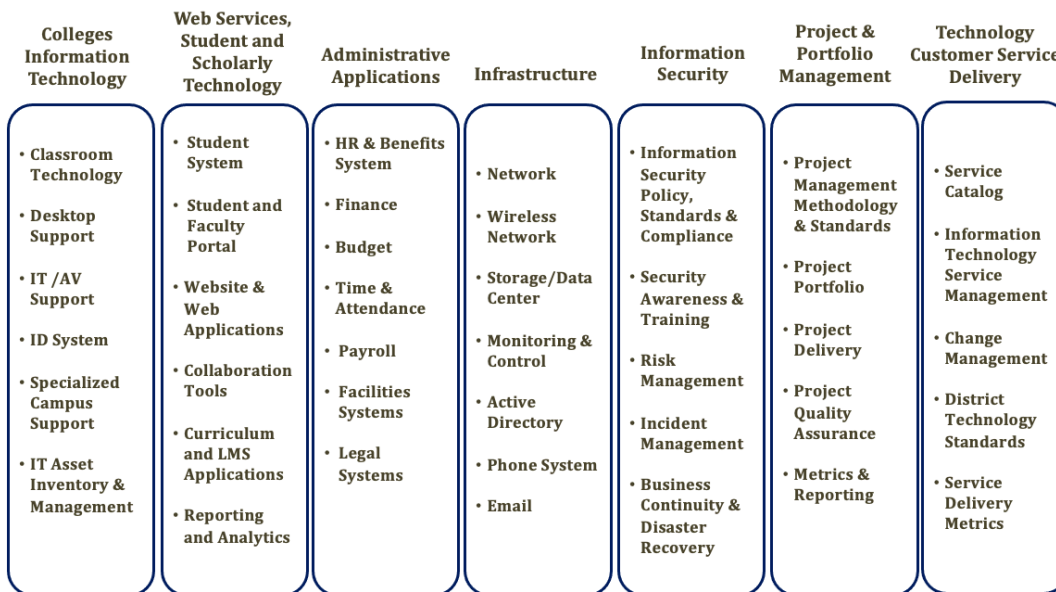 Colleges
Information
Technology
• Classroom
Technology
• Desktop
Support
• IT /AV
Support
• ID System
• Specialized
Campus
Support
• IT Asset
Inventory &
Management
Web Services,
Student and
Scholarly
Technology
• Student
System
• Student and
Faculty
Portal
• Website &
Web
Applications
• Collaboration
Tools
• Curriculum
and LMS
Applications
• Reporting
and Analytics
Administrative
Applications
• HR & Benefits
System
• Finance
• Budget
• Time &
Attendance
• Payroll
• Facilities
Systems
• Legal
Systems
Infrastructure
• Network
• Wireless
Network
• Storage/Data
Center
• Monitoring &
Control
• Active
Directory
• Phone System
• Email
Information
Security
• Information
Security
Policy,
Standards &
Compliance
• Security
Awareness &
Training
• Risk
Management
• Incident
Management
• Business
Continuity &
Disaster
Recovery
Project &
Portfolio
Management
• Project
Management
Methodology
& Standards
• Project
Portfolio
• Project
Delivery
• Project
Quality
Assurance
• Metrics &
Reporting
Technology
Customer Service
Delivery
• Service
Catalog
• Information
Technology
Service
Management
• Change
Management
• District
Technology
Standards
• Service
Delivery
Metrics